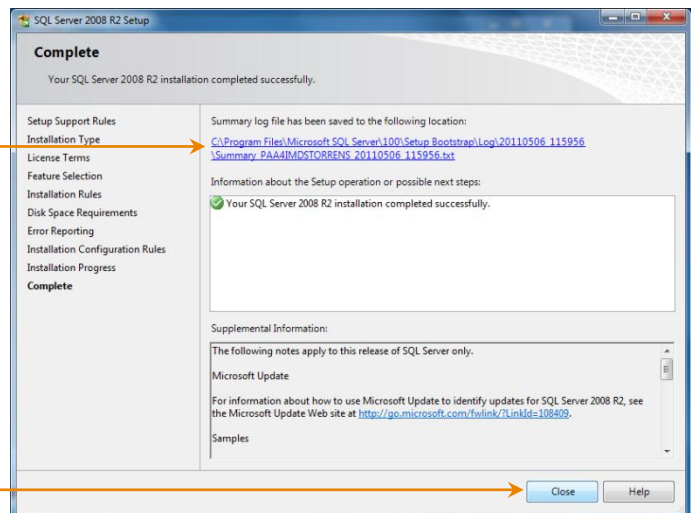 SQL Server 2008 R2 Setup
Complete
Your SQL Server 2008 R2 installation completed successfully.
Setup Support Rules
Installation Type
License Terms
Feature Selection
Installation Rules
Disk Space Requirements
Error Reporting
Installation Configuration Rules
Installation Progress
Complete
Summary log file has been saved to the following location:
C:\Program Files\Microsoft SQL Server\100\Setup Bootstrap\Log\20110506_115956
\Summary_PAA4IMDSTORRENS_20110506_115956.txt
Information about the Setup operation or possible next steps:
Your SQL Server 2008 R2 installation completed successfully.
Supplemental Information:
The following notes apply to this release of SQL Server only.
Microsoft Update
For information about how to use Microsoft Update to identify updates for SQL Server 2008 R2, see
the Microsoft Update Web site at http://go.microsoft.com/fwlink/?LinkId=108409.
Samples
Close
Help